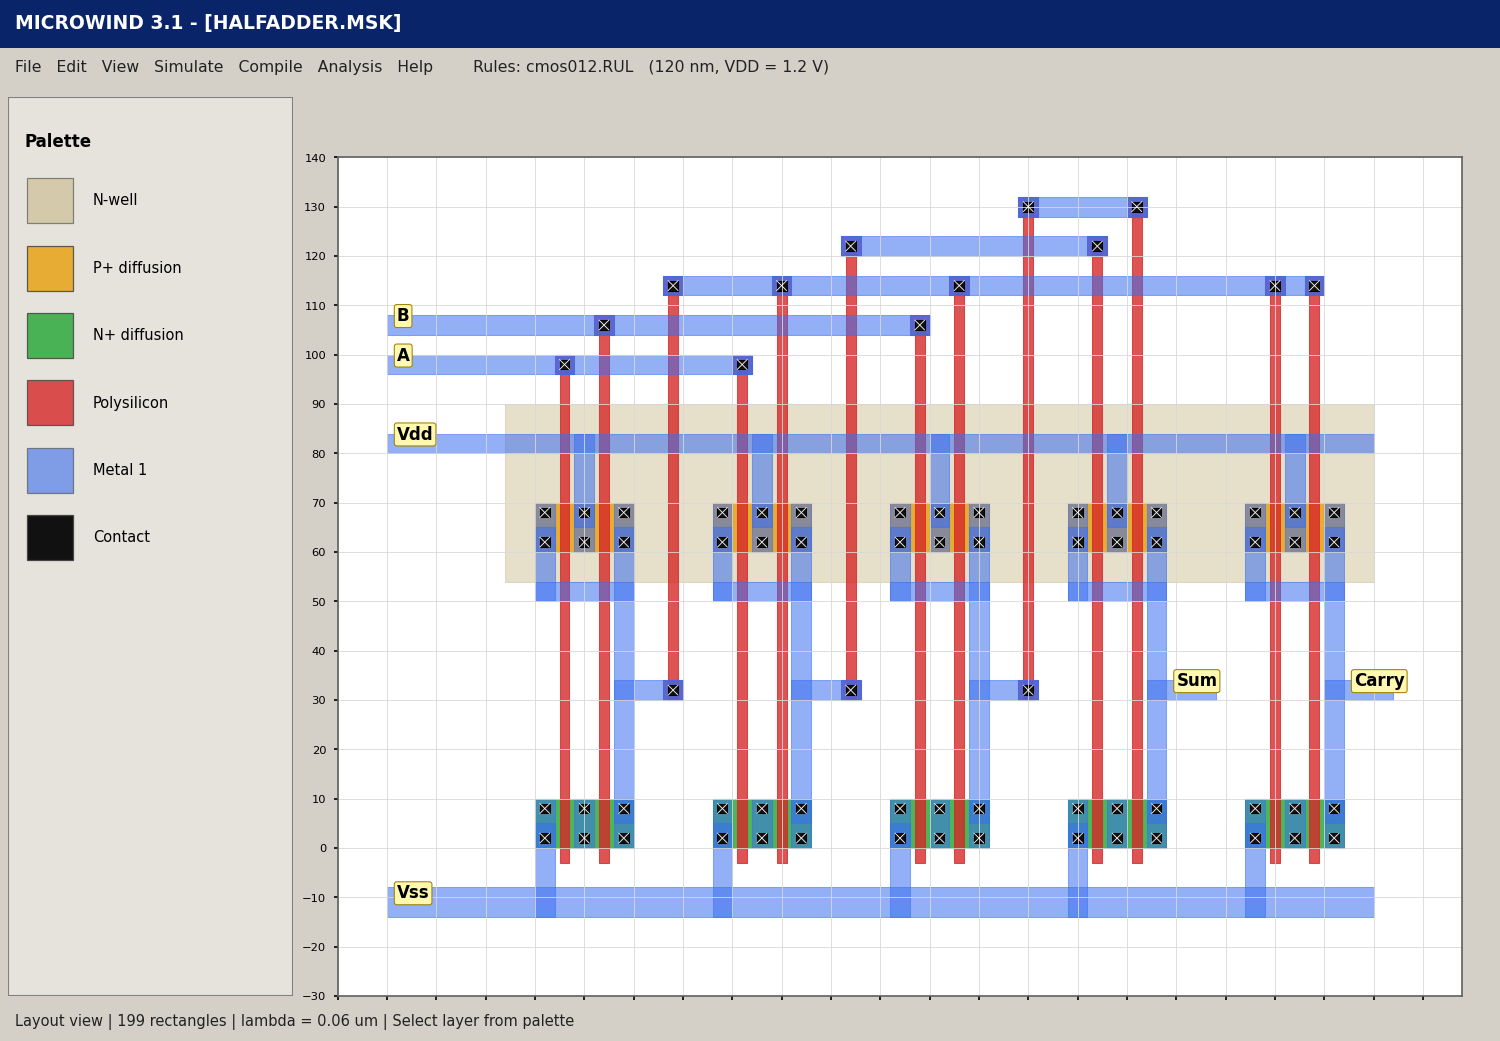 MICROWIND 3.1 - [HALFADDER.MSK]
File Edit View Simulate Compile Analysis Help Rules: cmos012.RUL (120 nm, VDD = 1.2 V)
Palette
N-well
P+ diffusion
N+ diffusion
Polysilicon
Metal 1
Contact
140
130
120
110
100
90
80
70
60
50
40
30
20
10
0
−10
−20
−30
B
A
Vdd
Sum
Carry
Vss
Layout view | 199 rectangles | lambda = 0.06 um | Select layer from palette